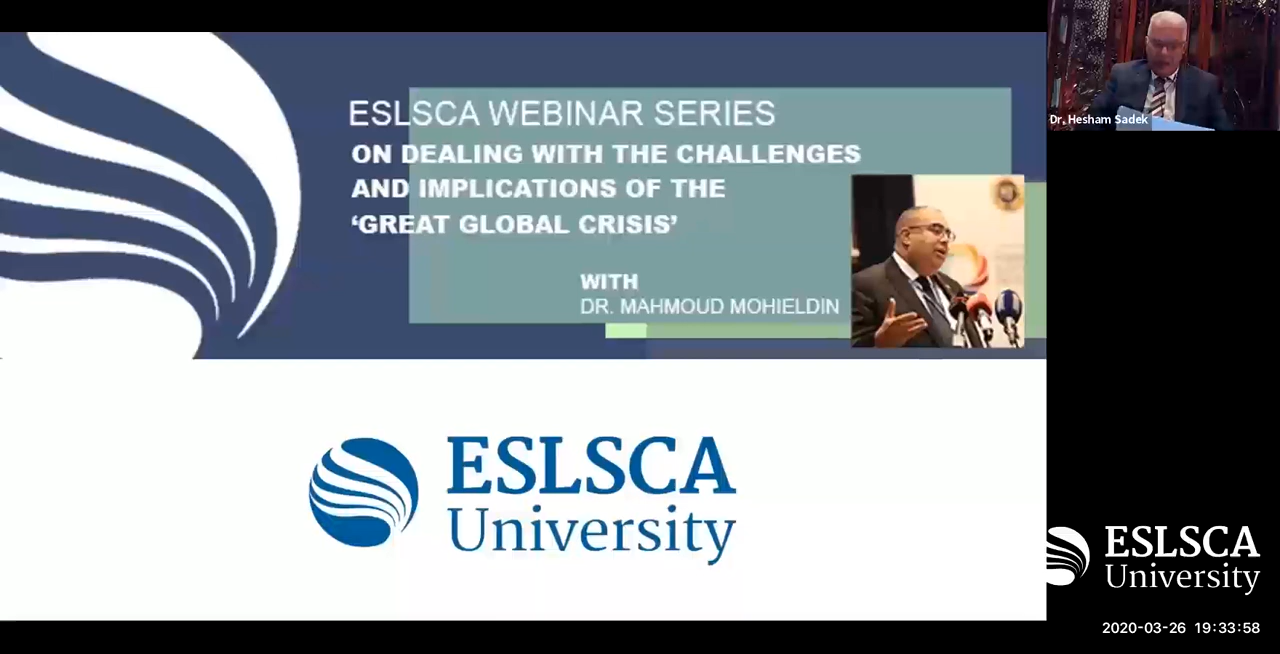 ESLSCA WEBINAR SERIES
ON DEALING WITH THE CHALLENGES
AND IMPLICATIONS OF THE
‘GREAT GLOBAL CRISIS’
WITH
DR. MAHMOUD MOHIELDIN
ESLSCA
University
Dr. Hesham Sadek
ESLSCA
University
2020-03-26 19:33:58